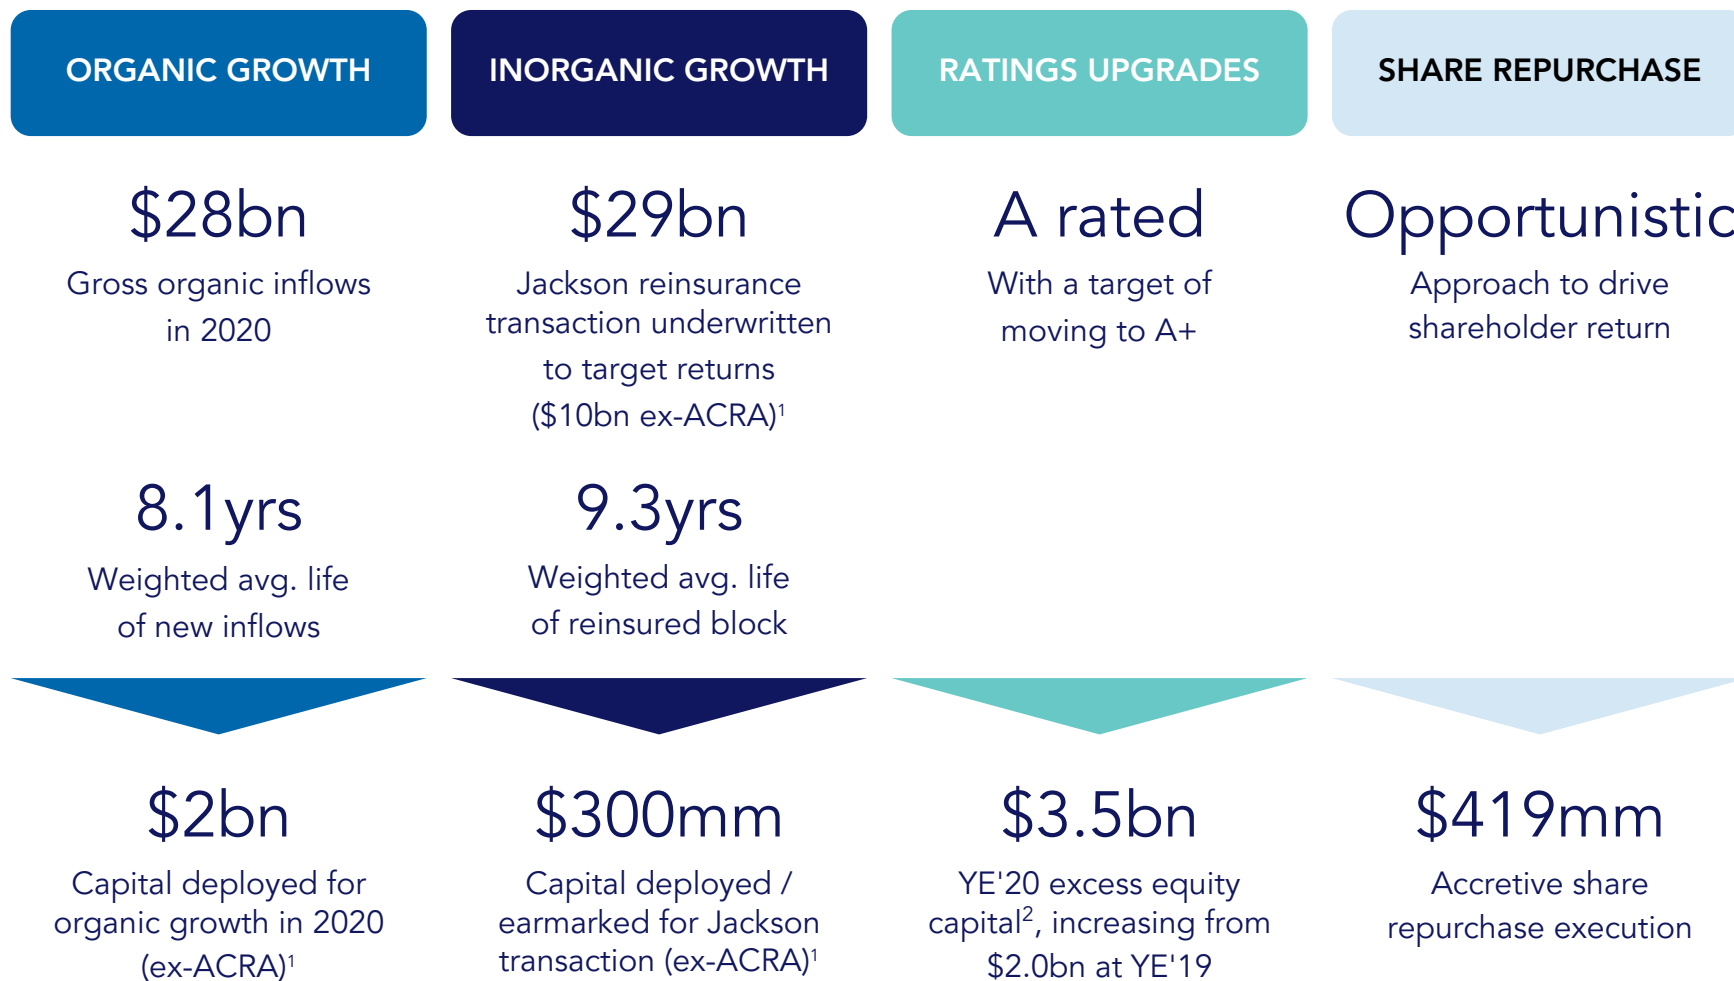 ORGANIC GROWTH
$28bn
Gross organic inflows
in 2020
8.1yrs
Weighted avg. life
of new inflows
$2bn
Capital deployed for
organic growth in 2020
(ex-ACRA)¹
INORGANIC GROWTH
$29bn
Jackson reinsurance
transaction underwritten
to target returns
($10bn ex-ACRA)¹
9.3yrs
Weighted avg. life
of reinsured block
$300mm
Capital deployed /
earmarked for Jackson
transaction (ex-ACRA)¹
RATINGS UPGRADES
A rated
With a target of
moving to A+
$3.5bn
YE'20 excess equity
capital², increasing from
$2.0bn at YE'19
SHARE REPURCHASE
Opportunistic
Approach to drive
shareholder return
$419mm
Accretive share
repurchase execution